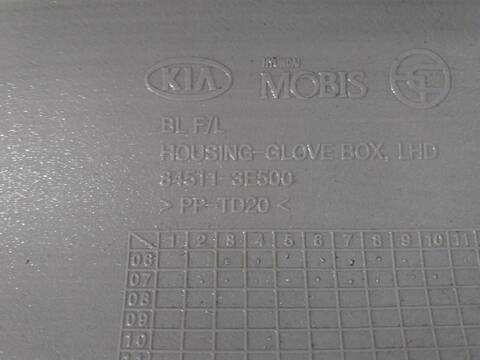 KIA MOBIS
BL F/L
HOUSING-GLOVE BOX, LHD
84511-3E500
> PP-TD20 <
1 2 3 4 5 6 7 8 9 10 11
06
07
08
09
10